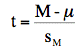 t = (M - μ) / s_M